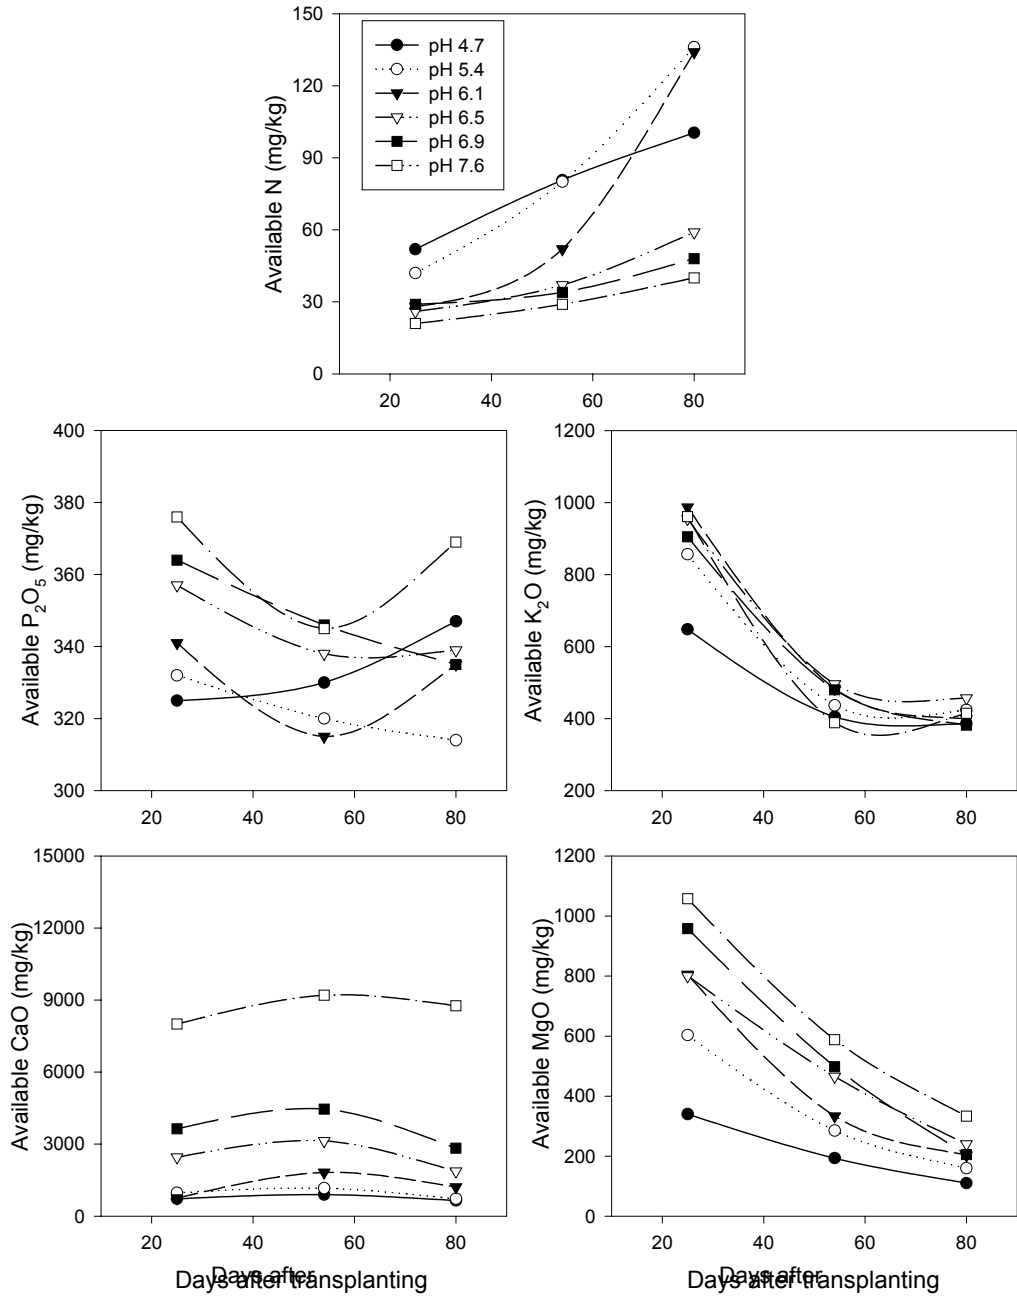 150
120
90
60
30
0
Available N (mg/kg)
pH 4.7
pH 5.4
pH 6.1
pH 6.5
pH 6.9
pH 7.6
20 40 60 80
400
380
360
340
320
300
Available P2O5 (mg/kg)
20 40 60 80
1200
1000
800
600
400
200
Available K2O (mg/kg)
20 40 60 80
15000
12000
9000
6000
3000
0
Available CaO (mg/kg)
20 40 60 80
Days after
Days after transplanting
1200
1000
800
600
400
200
0
Available MgO (mg/kg)
20 40 60 80
Days after
Days after transplanting